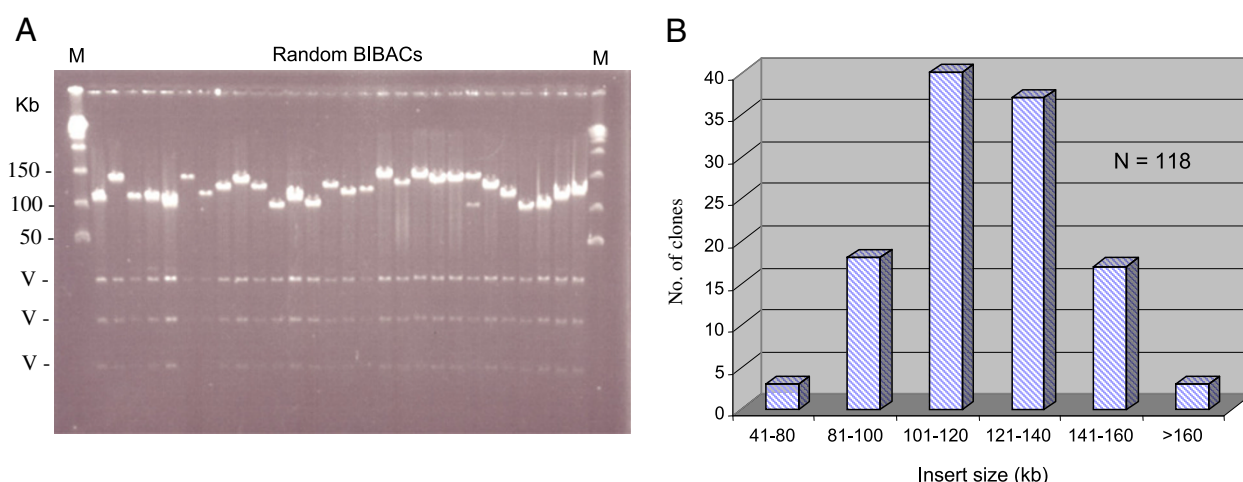 A
M
Random BIBACs
M
Kb
150 -
100 -
50 -
V -
V -
V -
B
40
35
30
25
20
15
10
5
0
No. of clones
N = 118
41-80 81-100 101-120 121-140 141-160 >160
Insert size (kb)